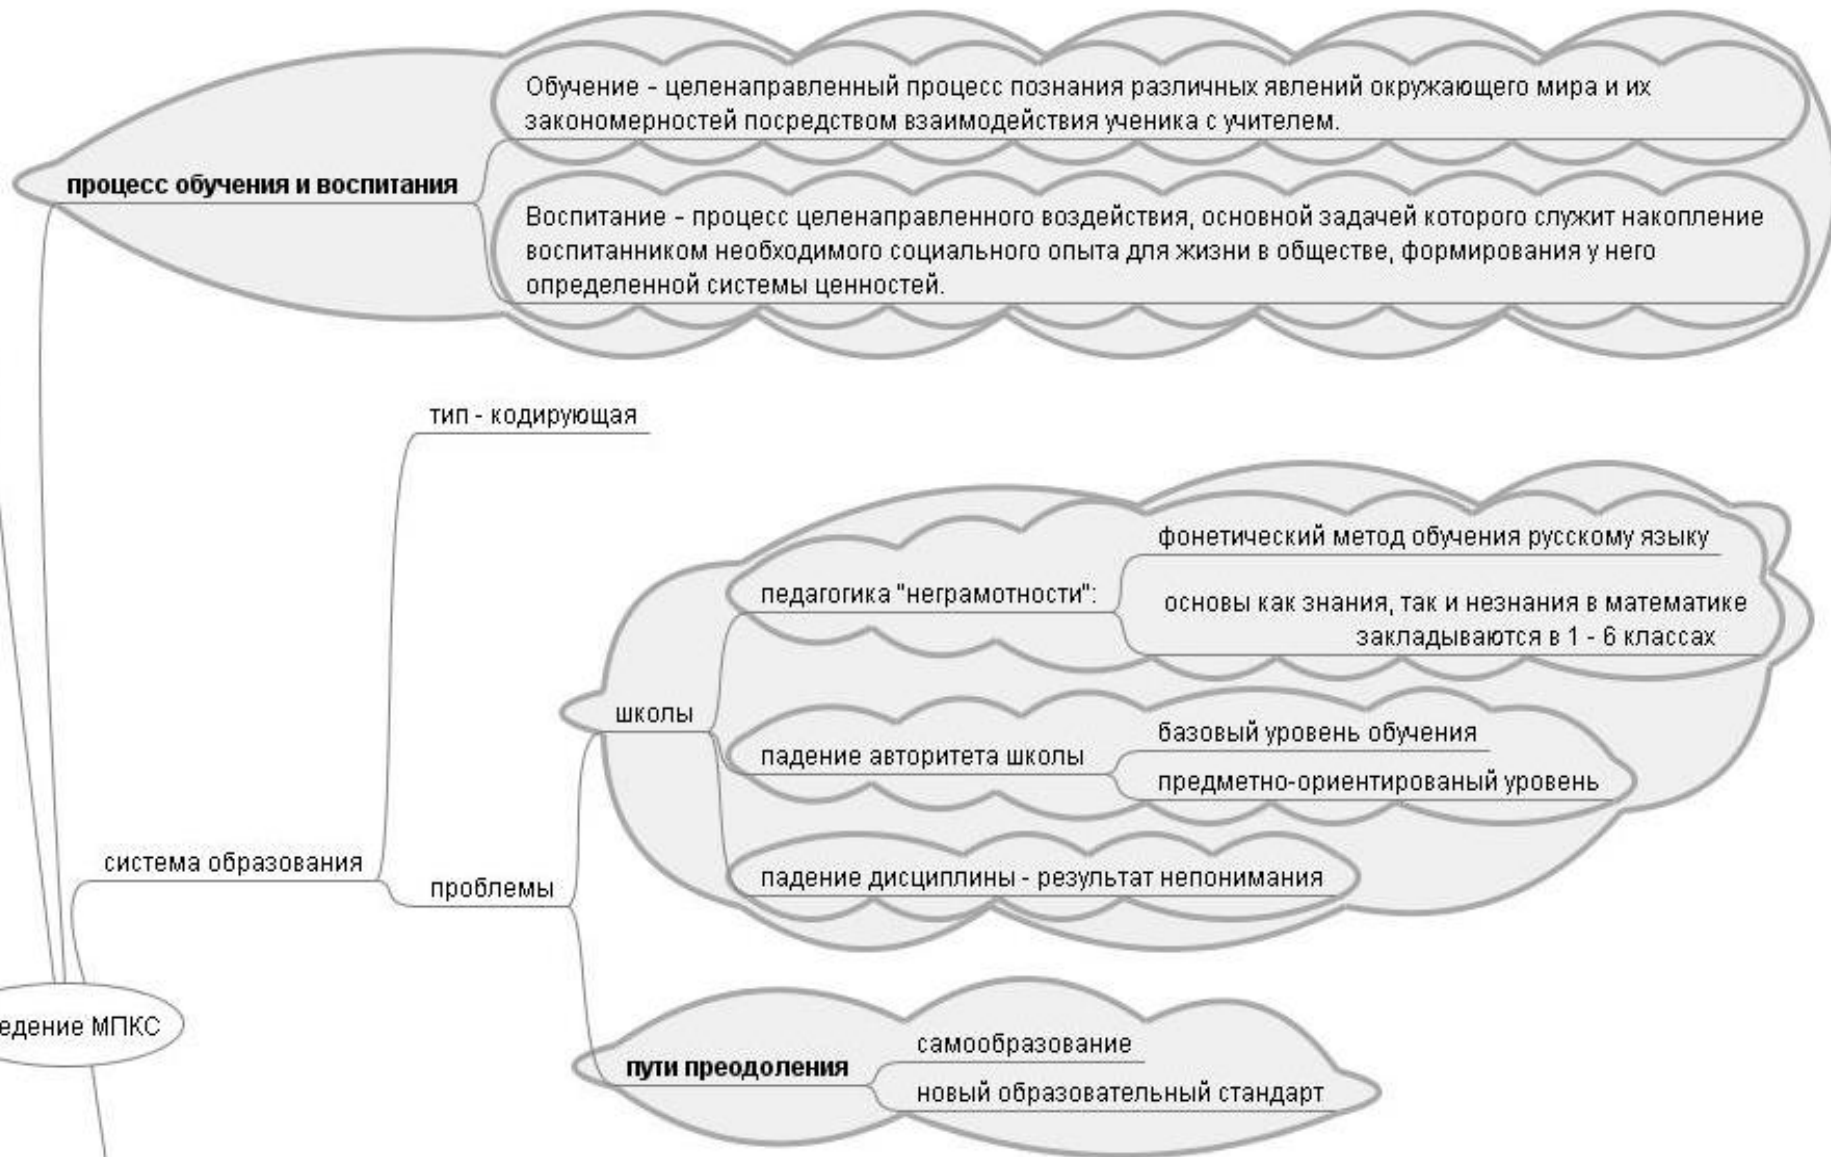 Обучение - целенаправленный процесс познания различных явлений окружающего мира и их
закономерностей посредством взаимодействия ученика с учителем.
процесс обучения и воспитания
Воспитание - процесс целенаправленного воздействия, основной задачей которого служит накопление
воспитанником необходимого социального опыта для жизни в обществе, формирования у него
определенной системы ценностей.
тип - кодирующая
фонетический метод обучения русскому языку
педагогика "неграмотности":
основы как знания, так и незнания в математике
закладываются в 1 - 6 классах
школы
базовый уровень обучения
падение авторитета школы
предметно-ориентированый уровень
система образования
проблемы
падение дисциплины - результат непонимания
едение МПКС
самообразование
пути преодоления
новый образовательный стандарт